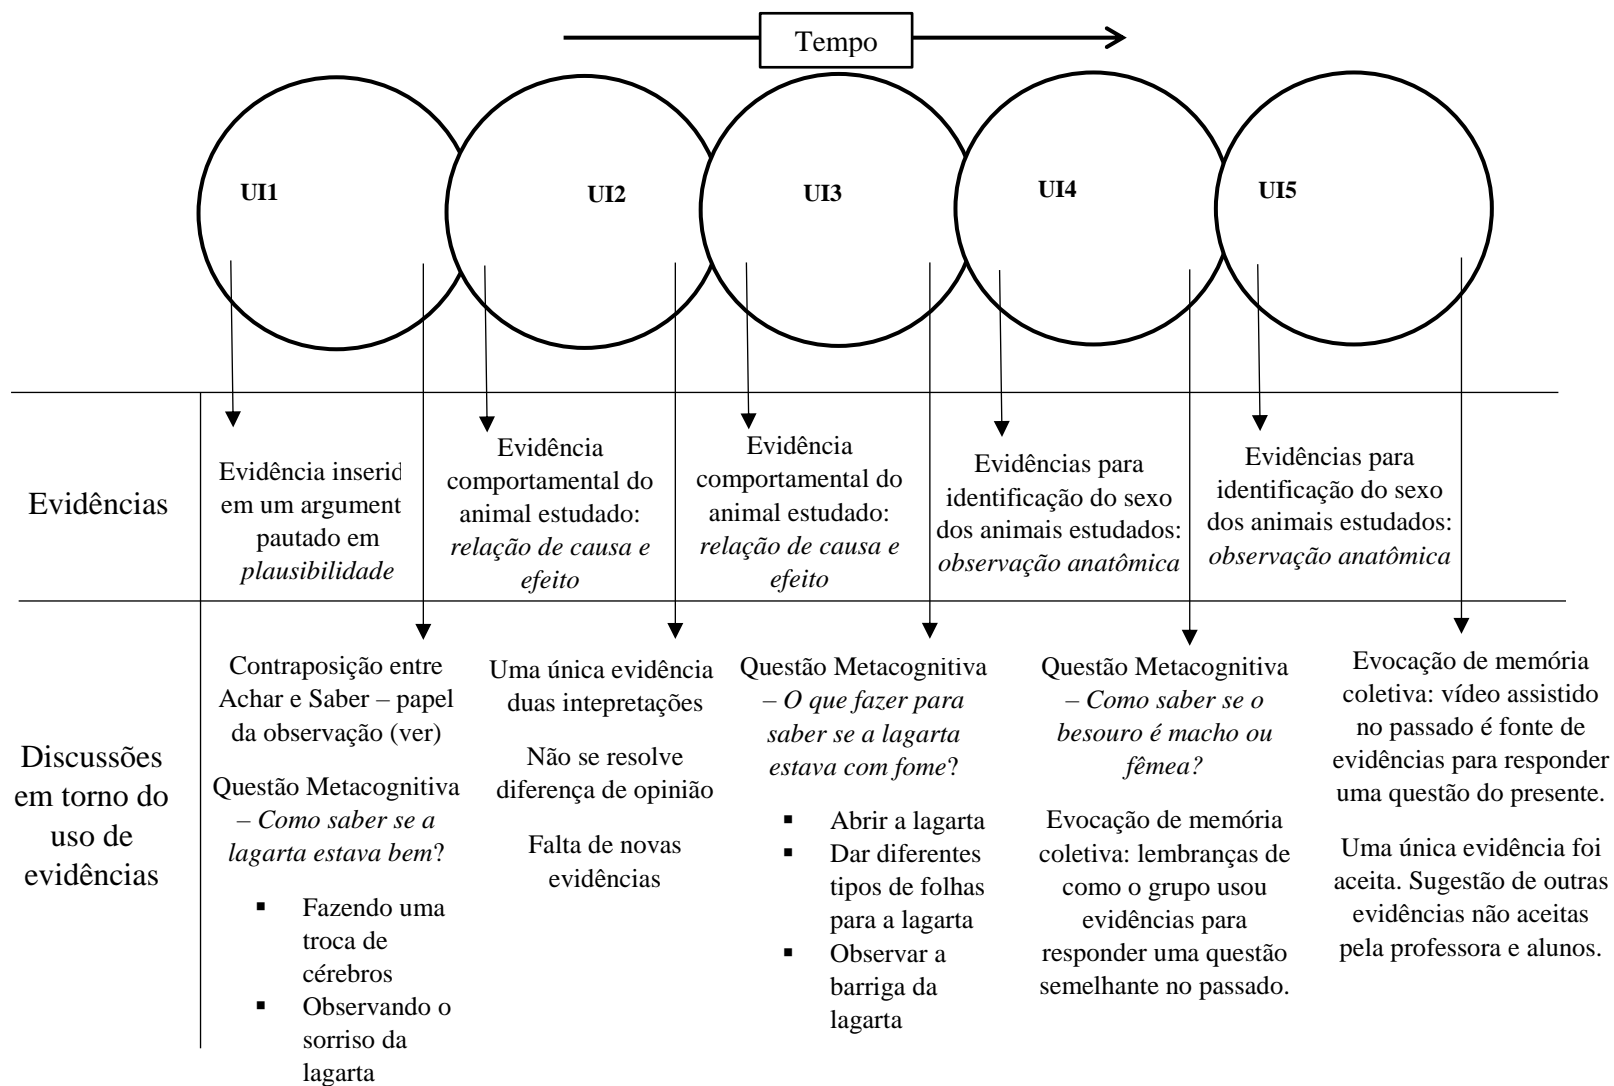 Tempo
UI1
UI2
UI3
UI4
UI5
Evidências
Evidência inserid
em um argument
pautado em
plausibilidade
Evidência
comportamental do
animal estudado:
relação de causa e
efeito
Evidência
comportamental do
animal estudado:
relação de causa e
efeito
Evidências para
identificação do sexo
dos animais estudados:
observação anatômica
Evidências para
identificação do sexo
dos animais estudados:
observação anatômica
Discussões
em torno do
uso de
evidências
Contraposição entre
Achar e Saber – papel
da observação (ver)
Questão Metacognitiva
– Como saber se a
lagarta estava bem?
▪ Fazendo uma
troca de
cérebros
▪ Observando o
sorriso da
lagarta
Uma única evidência
duas intepretações
Não se resolve
diferença de opinião
Falta de novas
evidências
Questão Metacognitiva
– O que fazer para
saber se a lagarta
estava com fome?
▪ Abrir a lagarta
▪ Dar diferentes
tipos de folhas
para a lagarta
▪ Observar a
barriga da
lagarta
Questão Metacognitiva
– Como saber se o
besouro é macho ou
fêmea?
Evocação de memória
coletiva: lembranças de
como o grupo usou
evidências para
responder uma questão
semelhante no passado.
Evocação de memória
coletiva: vídeo assistido
no passado é fonte de
evidências para responder
uma questão do presente.
Uma única evidência foi
aceita. Sugestão de outras
evidências não aceitas
pela professora e alunos.